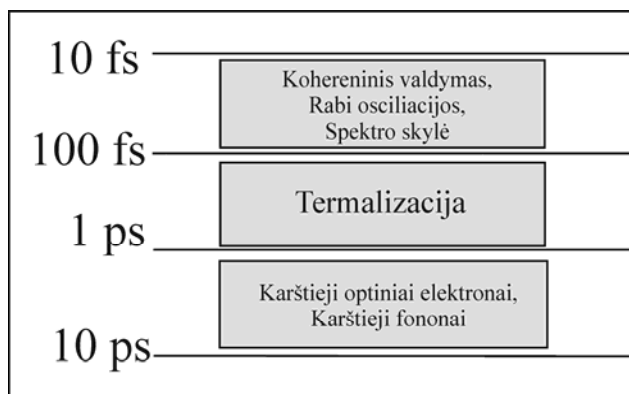 10 fs
Kohereninis valdymas,
Rabi osciliacijos,
Spektro skylė
100 fs
Termalizacija
1 ps
Karštieji optiniai elektronai,
Karštieji fononai
10 ps